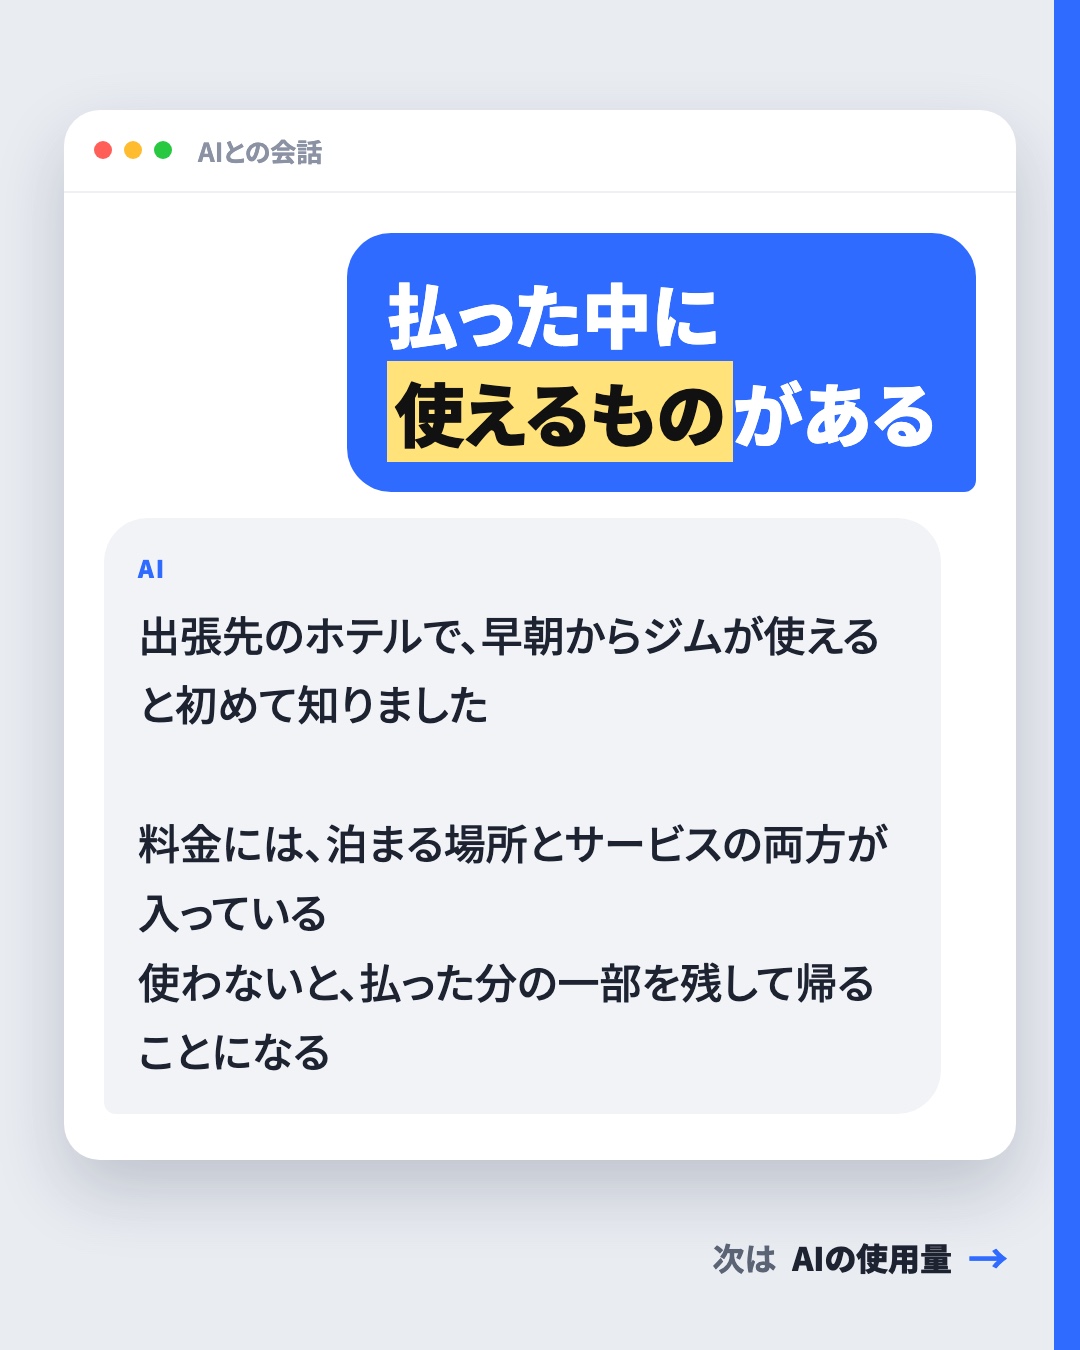 AIとの会話
払った中に
使えるものがある
AI
出張先のホテルで、早朝からジムが使える
と初めて知りました
料金には、泊まる場所とサービスの両方が
入っている
使わないと、払った分の一部を残して帰る
ことになる
次は AIの使用量 →